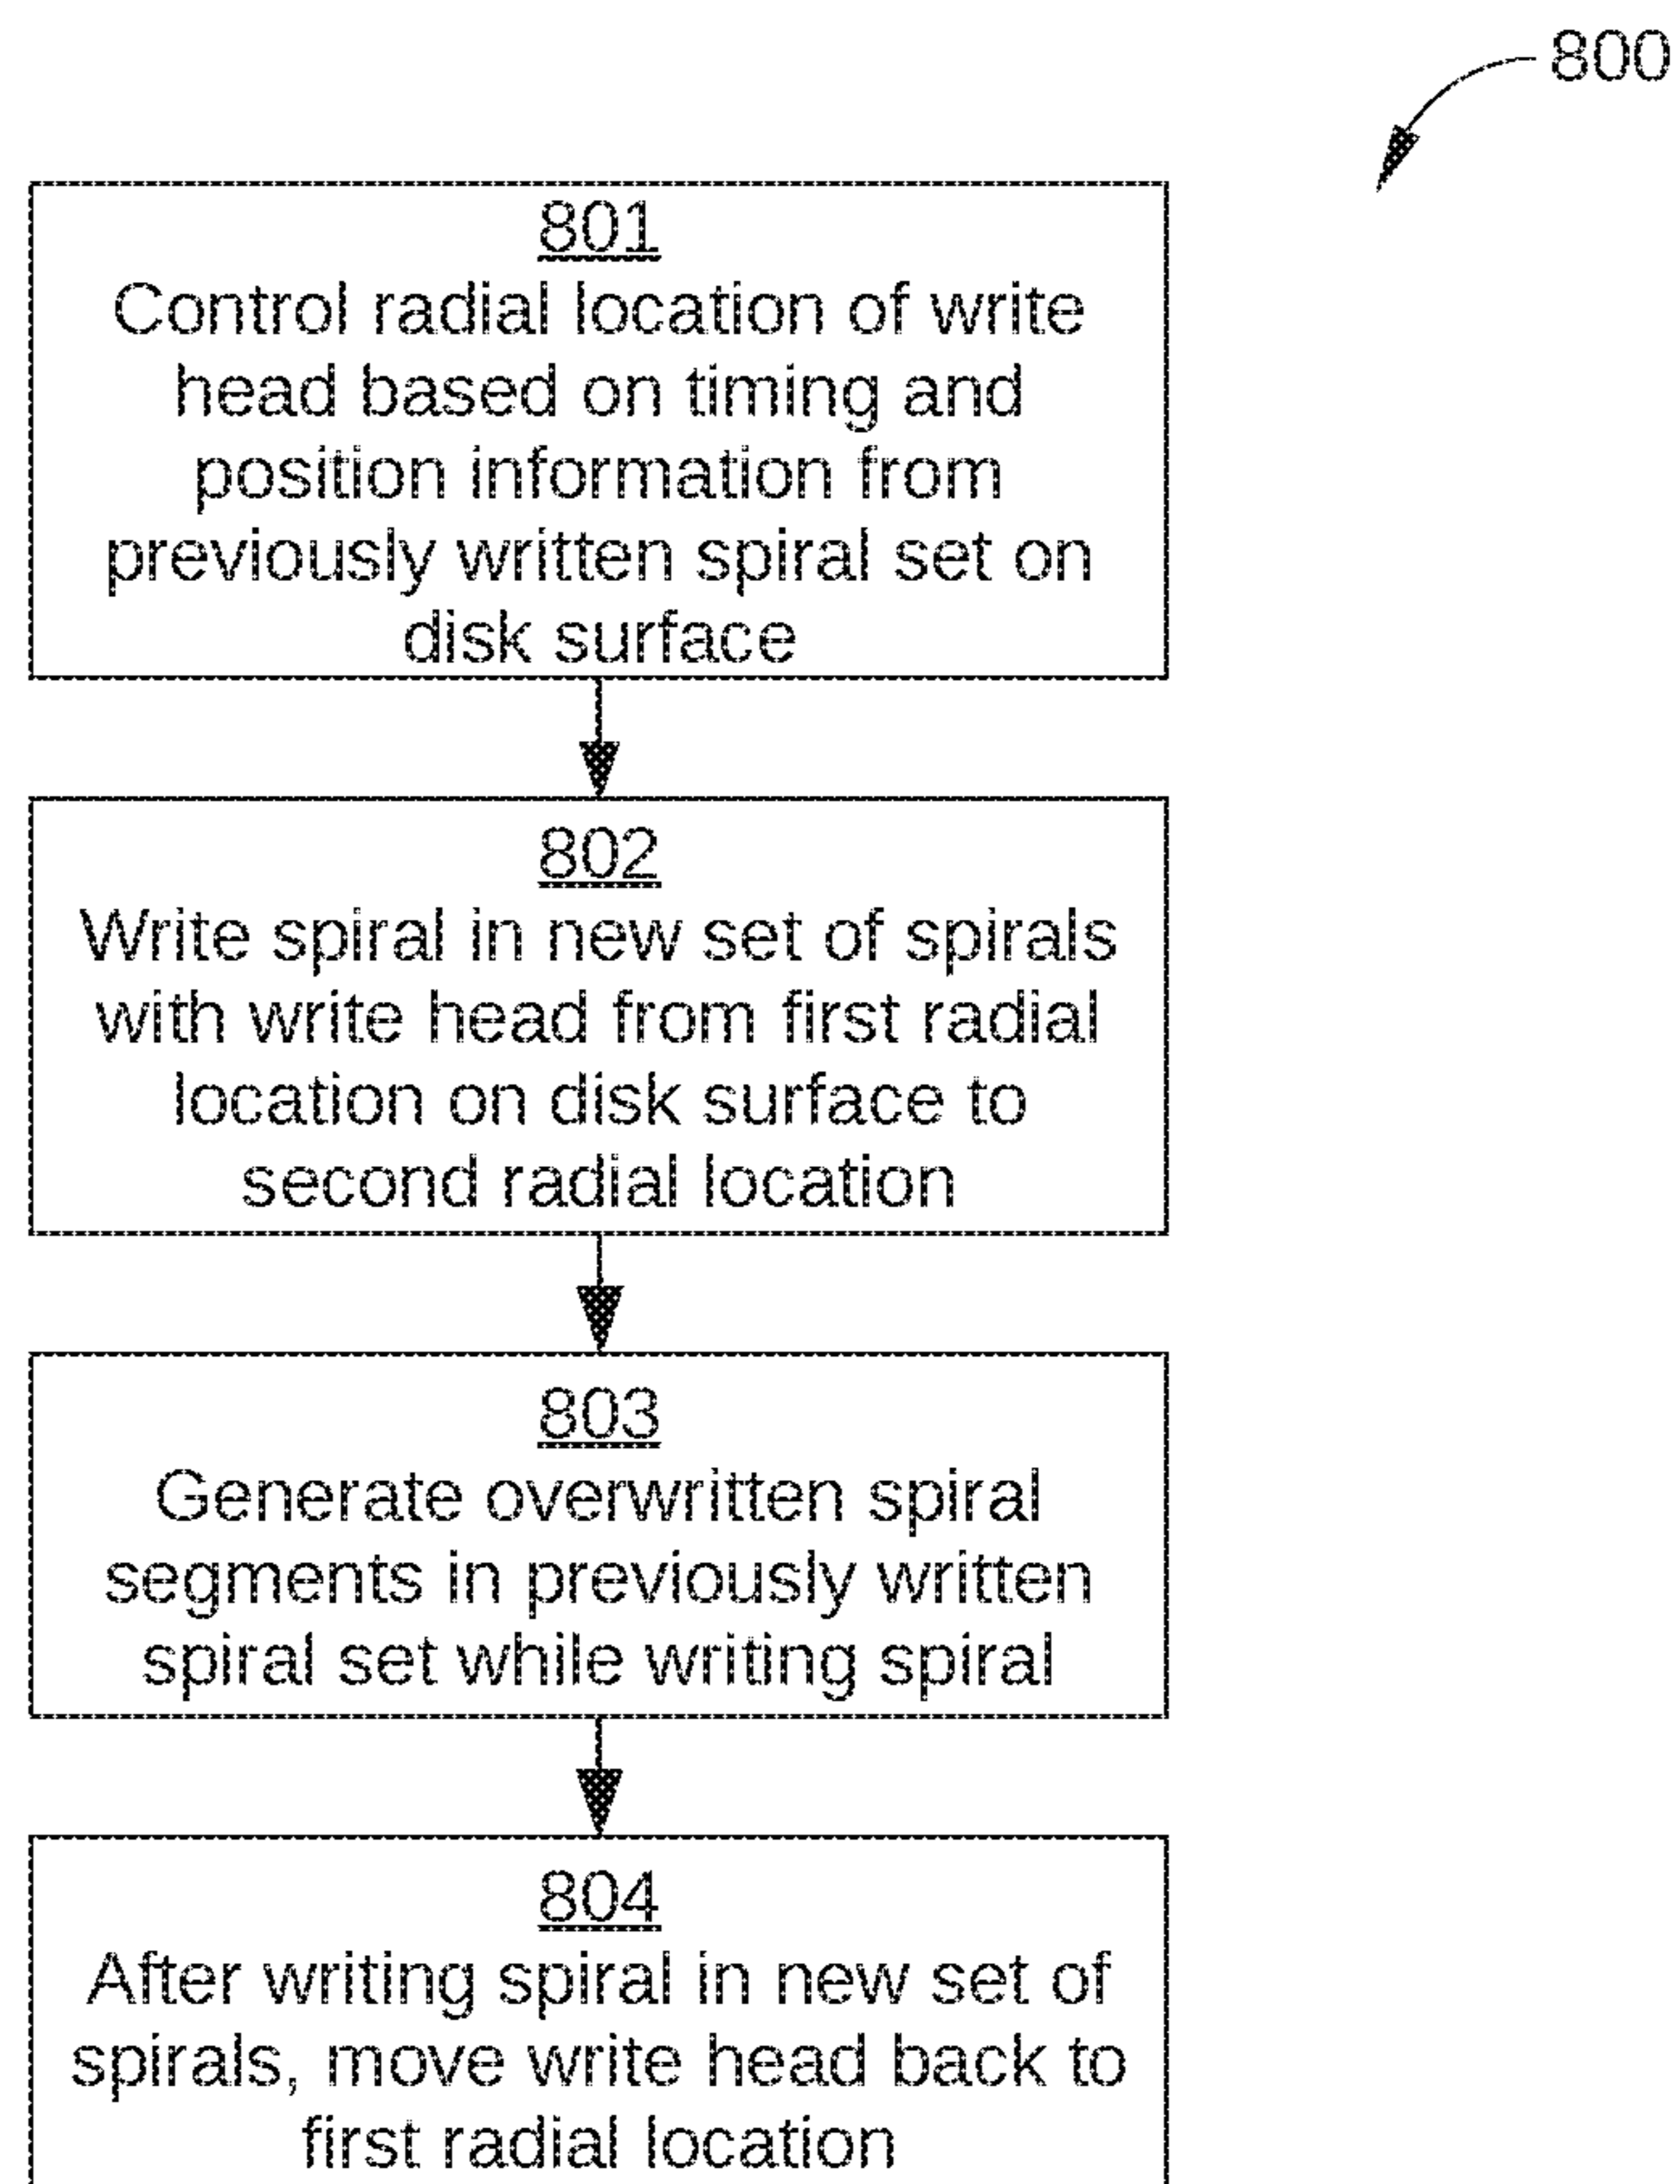 800
801
Control radial location of write
head based on timing and
position information from
previously written spiral set on
disk surface
802
Write spiral in new set of spirals
with write head from first radial
location on disk surface to
second radial location
803
Generate overwritten spiral
segments in previously written
spiral set while writing spiral
804
After writing spiral in new set of
spirals, move write head back to
first radial location